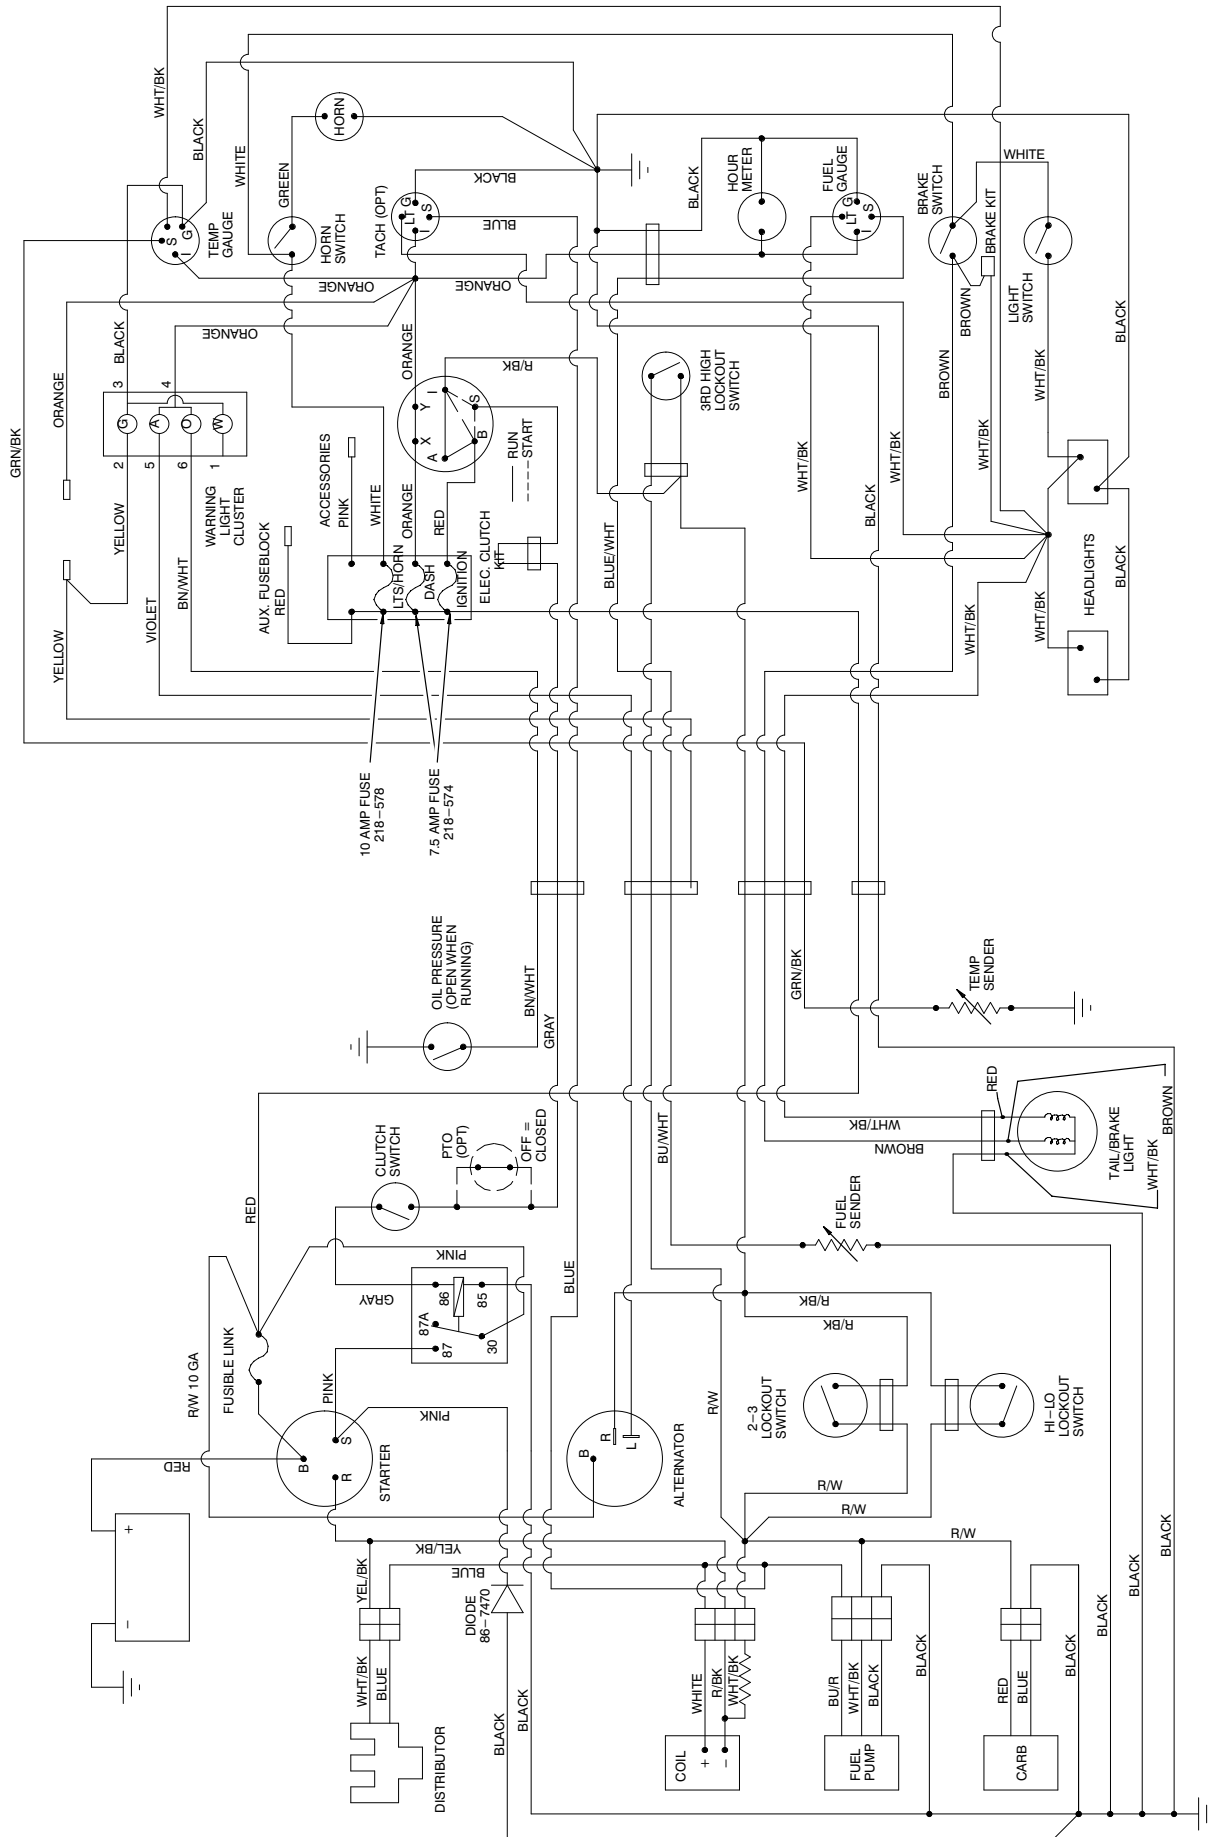 WHT/BK
BLACK
WHITE
GREEN
HORN
GRN/BK
S
G
I
TEMP
GAUGE
HORN
SWITCH
TACH (OPT)
LT
G
S
I
BLACK
BLUE
BLACK
HOUR
METER
FUEL
GAUGE
LT
G
S
I
BRAKE
SWITCH
WHITE
BRAKE KIT
BROWN
LIGHT
SWITCH
ORANGE
ORANGE
ORANGE
ORANGE
BLACK
3
4
G
A
O
W
2
5
6
1
WARNING
LIGHT
CLUSTER
ORANGE
YELLOW
VIOLET
BN/WHT
YELLOW
ACCESSORIES
PINK
WHITE
ORANGE
RED
AUX. FUSEBLOCK
RED
LTS/HORN
DASH
IGNITION
ELEC. CLUTCH
KIT
RUN
START
R/BK
A
X
Y
I
B
S
3RD HIGH
LOCKOUT
SWITCH
BLUE/WHT
WHT/BK
WHT/BK
BLACK
BROWN
WHT/BK
WHT/BK
BLACK
WHT/BK
WHT/BK
BLACK
HEADLIGHTS
10 AMP FUSE
218–578
7.5 AMP FUSE
218–574
OIL PRESSURE
(OPEN WHEN
RUNNING)
BN/WHT
GRAY
GRN/BK
TEMP
SENDER
RED
CLUTCH
SWITCH
PTO
(OPT)
OFF =
CLOSED
BU/WHT
RED
WHT/BK
BROWN
TAIL/BRAKE
LIGHT
WHT/BK
BROWN
FUEL
SENDER
PINK
GRAY
87A
86
85
87
30
BLUE
R/BK
R/BK
R/W 10 GA
FUSIBLE LINK
PINK
PINK
R/W
2–3
LOCKOUT
SWITCH
HI–LO
LOCKOUT
SWITCH
RED
B
S
R
STARTER
B
R
L
ALTERNATOR
R/W
R/W
R/W
+
–
YEL/BK
YEL/BK
BLUE
DIODE
86–7470
WHT/BK
BLUE
DISTRIBUTOR
BLACK
BLACK
WHITE
R/BK
WHT/BK
COIL
+
–
BU/R
WHT/BK
BLACK
FUEL
PUMP
BLACK
RED
BLUE
CARB
BLACK
BLACK
BLACK
BLACK